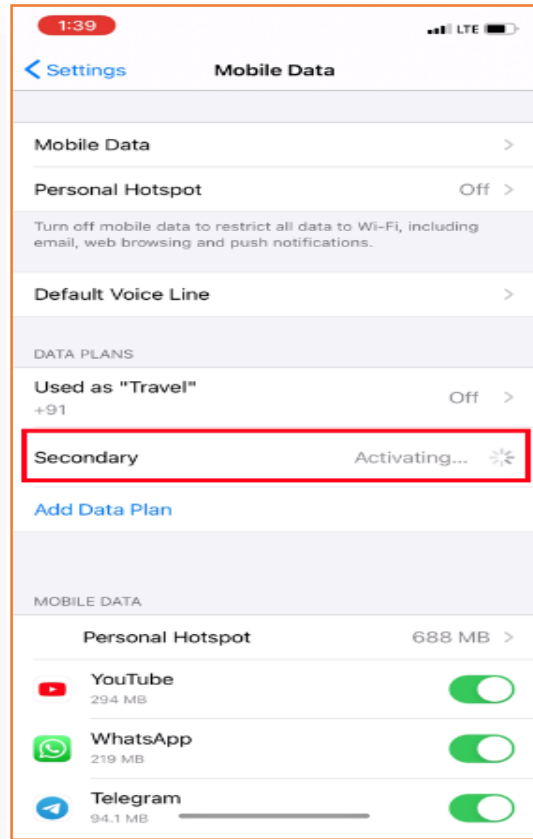 1:39
LTE
Settings
Mobile Data
Mobile Data
Personal Hotspot Off
Turn off mobile data to restrict all data to Wi-Fi, including
email, web browsing and push notifications.
Default Voice Line
DATA PLANS
Used as "Travel" Off
+91
Secondary Activating...
Add Data Plan
MOBILE DATA
Personal Hotspot 688 MB
YouTube
294 MB
WhatsApp
219 MB
Telegram
94.1 MB